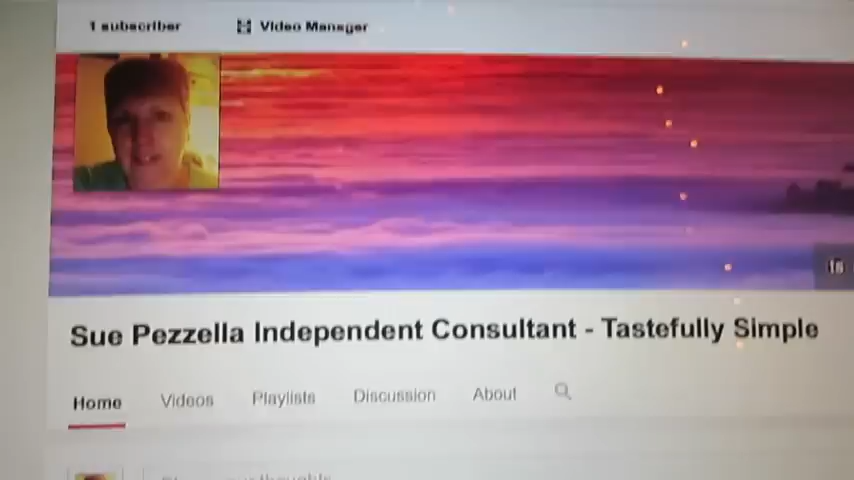 1 subscriber Video Manager
Sue Pezzella Independent Consultant - Tastefully Simple
Home Videos Playlists Discussion About